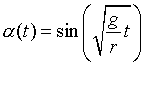 α(t) = sin(√(g/r) t)